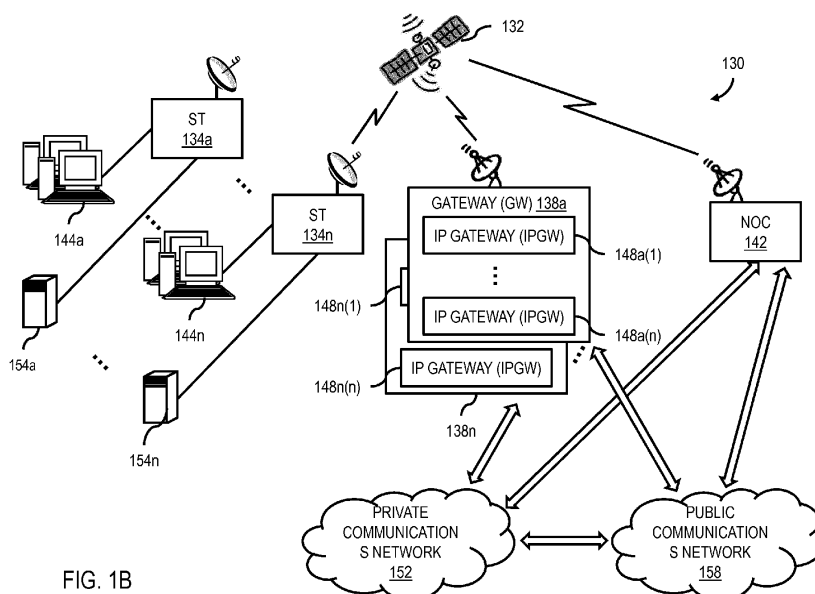 132
130
ST
134a
144a
ST
134n
GATEWAY (GW) 138a
IP GATEWAY (IPGW)
148a(1)
NOC
142
148n(1)
IP GATEWAY (IPGW)
148a(n)
144n
154a
148n(n)
IP GATEWAY (IPGW)
138n
154n
PRIVATE
COMMUNICATION
S NETWORK
152
PUBLIC
COMMUNICATION
S NETWORK
158
FIG. 1B